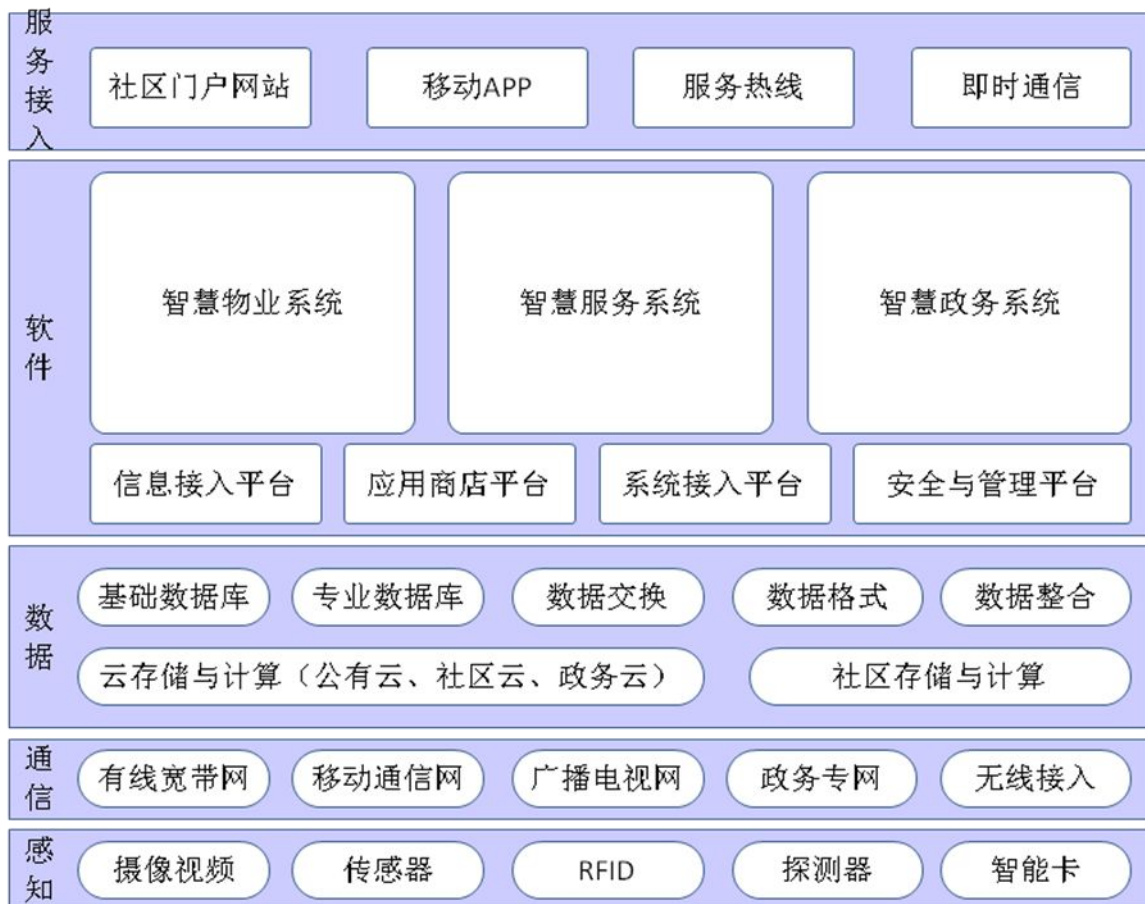 服务接入
社区门户网站 移动APP 服务热线 即时通信
软件
智慧物业系统 智慧服务系统 智慧政务系统
信息接入平台 应用商店平台 系统接入平台 安全与管理平台
数据
基础数据库 专业数据库 数据交换 数据格式 数据整合
云存储与计算（公有云、社区云、政务云） 社区存储与计算
通信
有线宽带网 移动通信网 广播电视网 政务专网 无线接入
感知
摄像视频 传感器 RFID 探测器 智能卡